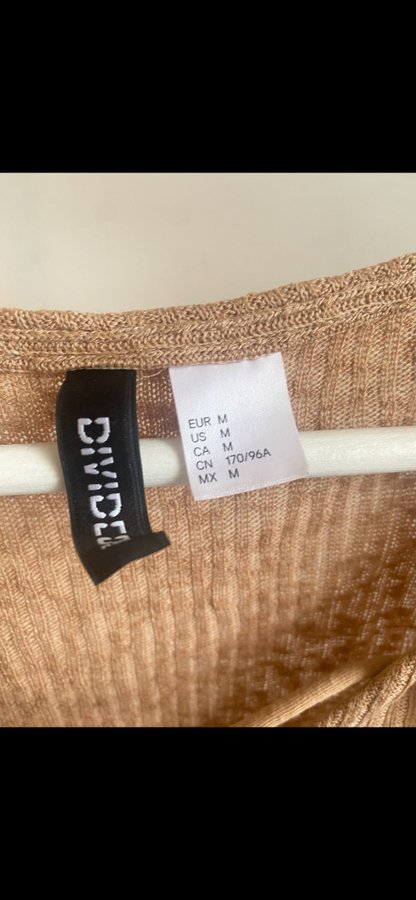 DIVIDED
EUR M
US M
CA M
CN 170/96A
MX M